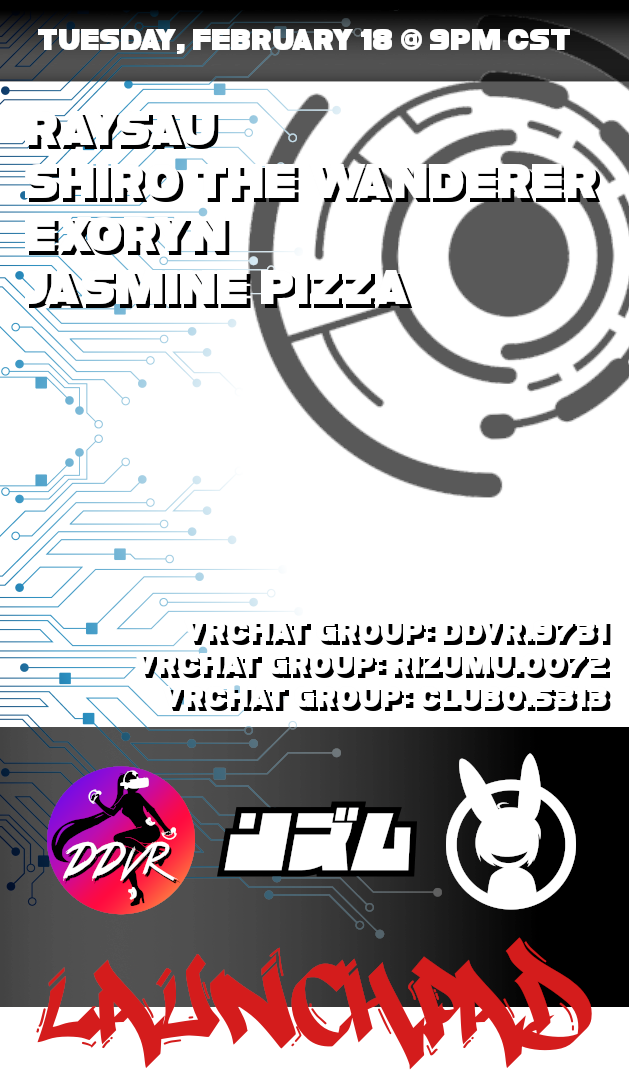 TUESDAY, FEBRUARY 18 @ 9PM CST
RAYSAU
SHIRO THE WANDERER
EXORYN
JASMINE PIZZA
VRCHAT GROUP: DDVR.9731
VRCHAT GROUP: RIZUMU.0072
VRCHAT GROUP: CLUBO.5313
DDVR
リズム
LAUNCHPAD